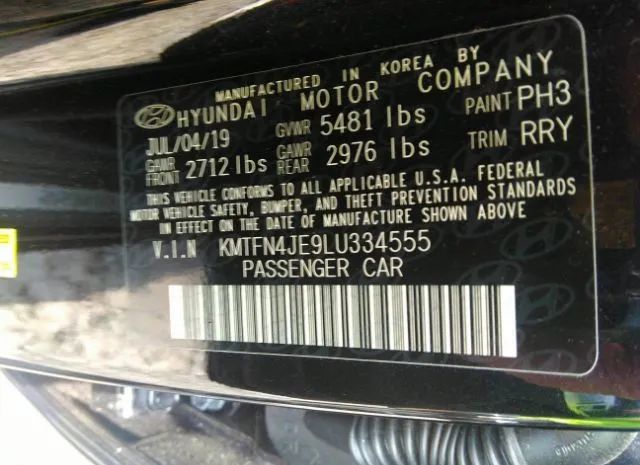 MANUFACTURED IN KOREA BY
HYUNDAI MOTOR COMPANY
JUL/04/19 GVWR 5481 lbs PAINT PH3
GAWR FRONT 2712 lbs GAWR REAR 2976 lbs TRIM RRY
THIS VEHICLE CONFORMS TO ALL APPLICABLE U.S.A. FEDERAL
MOTOR VEHICLE SAFETY, BUMPER, AND THEFT PREVENTION STANDARDS
IN EFFECT ON THE DATE OF MANUFACTURE SHOWN ABOVE.
V.I.N KMTFN4JE9LU334555
PASSENGER CAR